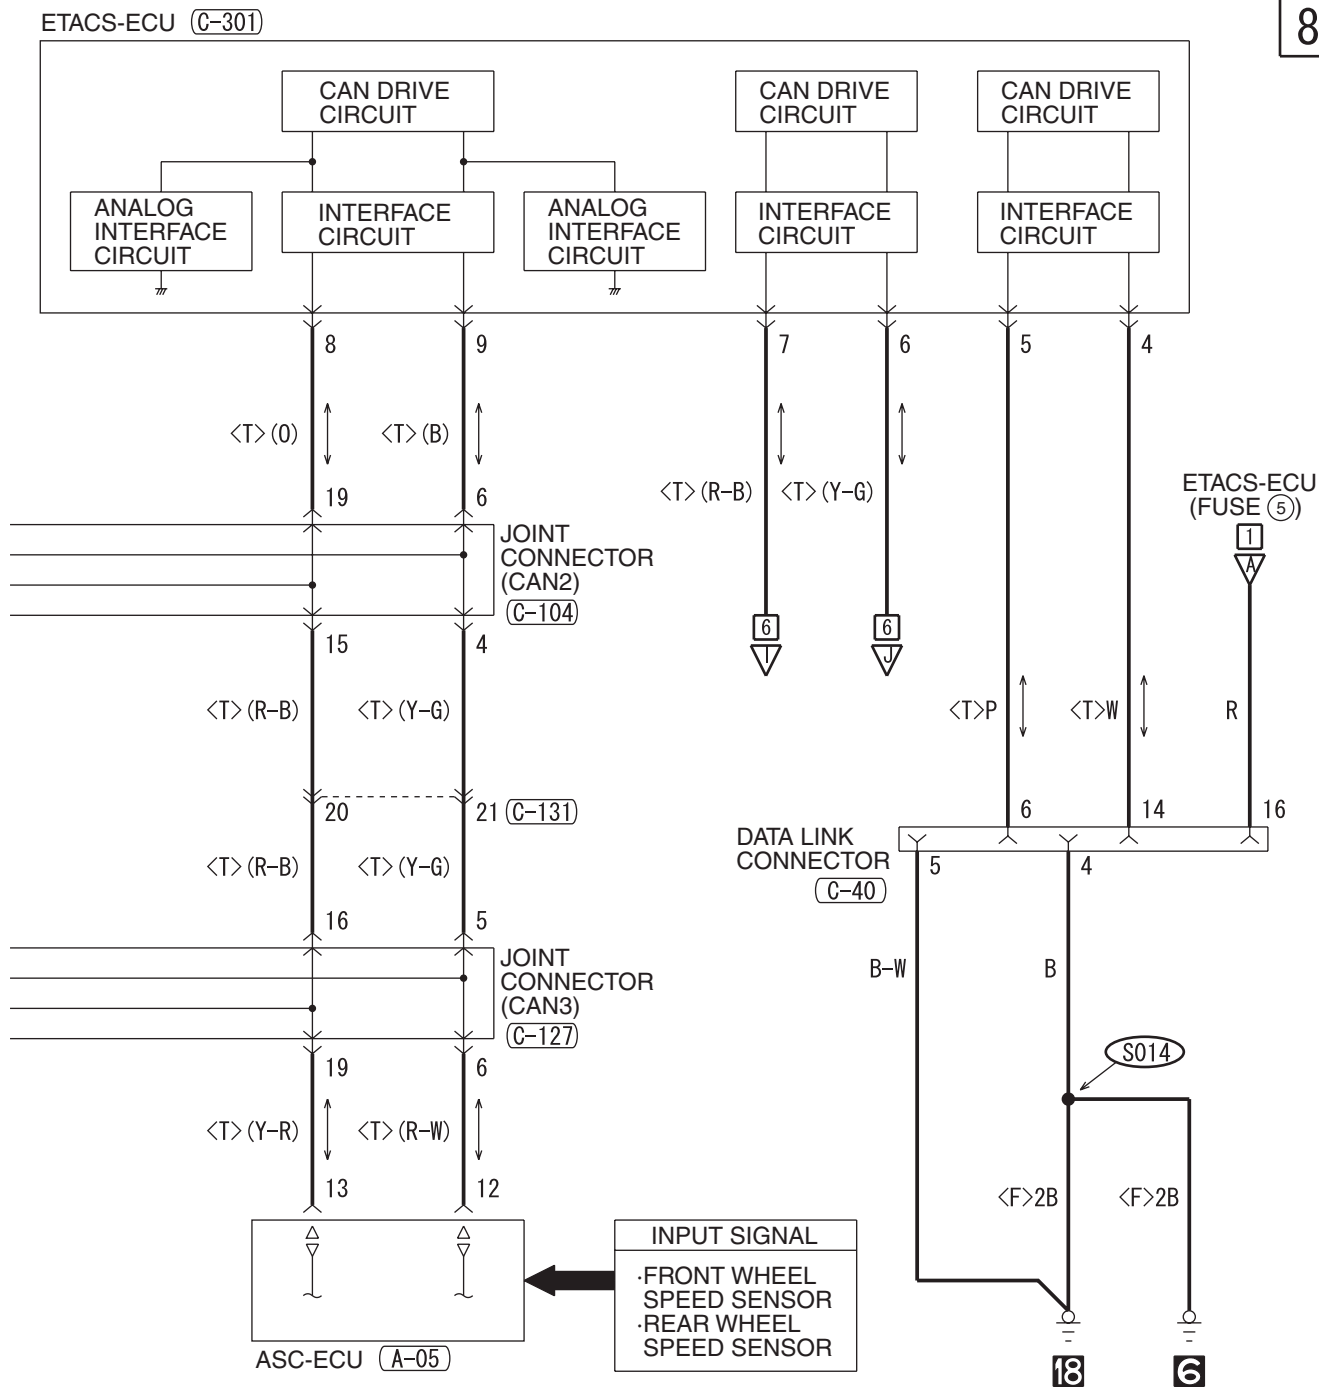 ETACS-ECU (C-301)
8
CAN DRIVE
CIRCUIT
CAN DRIVE
CIRCUIT
CAN DRIVE
CIRCUIT
ANALOG
INTERFACE
CIRCUIT
INTERFACE
CIRCUIT
ANALOG
INTERFACE
CIRCUIT
INTERFACE
CIRCUIT
INTERFACE
CIRCUIT
8
9
7
6
5
4
<T>(O)
<T>(B)
<T>(R-B)
<T>(Y-G)
ETACS-ECU
(FUSE 5)
1
A
19
6
JOINT
CONNECTOR
(CAN2)
C-104
15
4
6
I
6
J
<T>(R-B)
<T>(Y-G)
<T>P
<T>W
R
20
21 C-131
6
14
16
DATA LINK
CONNECTOR
C-40
5
4
<T>(R-B)
<T>(Y-G)
16
5
JOINT
CONNECTOR
(CAN3)
C-127
B-W
B
19
6
S014
<T>(Y-R)
<T>(R-W)
13
12
<F>2B
<F>2B
INPUT SIGNAL
·FRONT WHEEL
SPEED SENSOR
·REAR WHEEL
SPEED SENSOR
ASC-ECU A-05
18
6